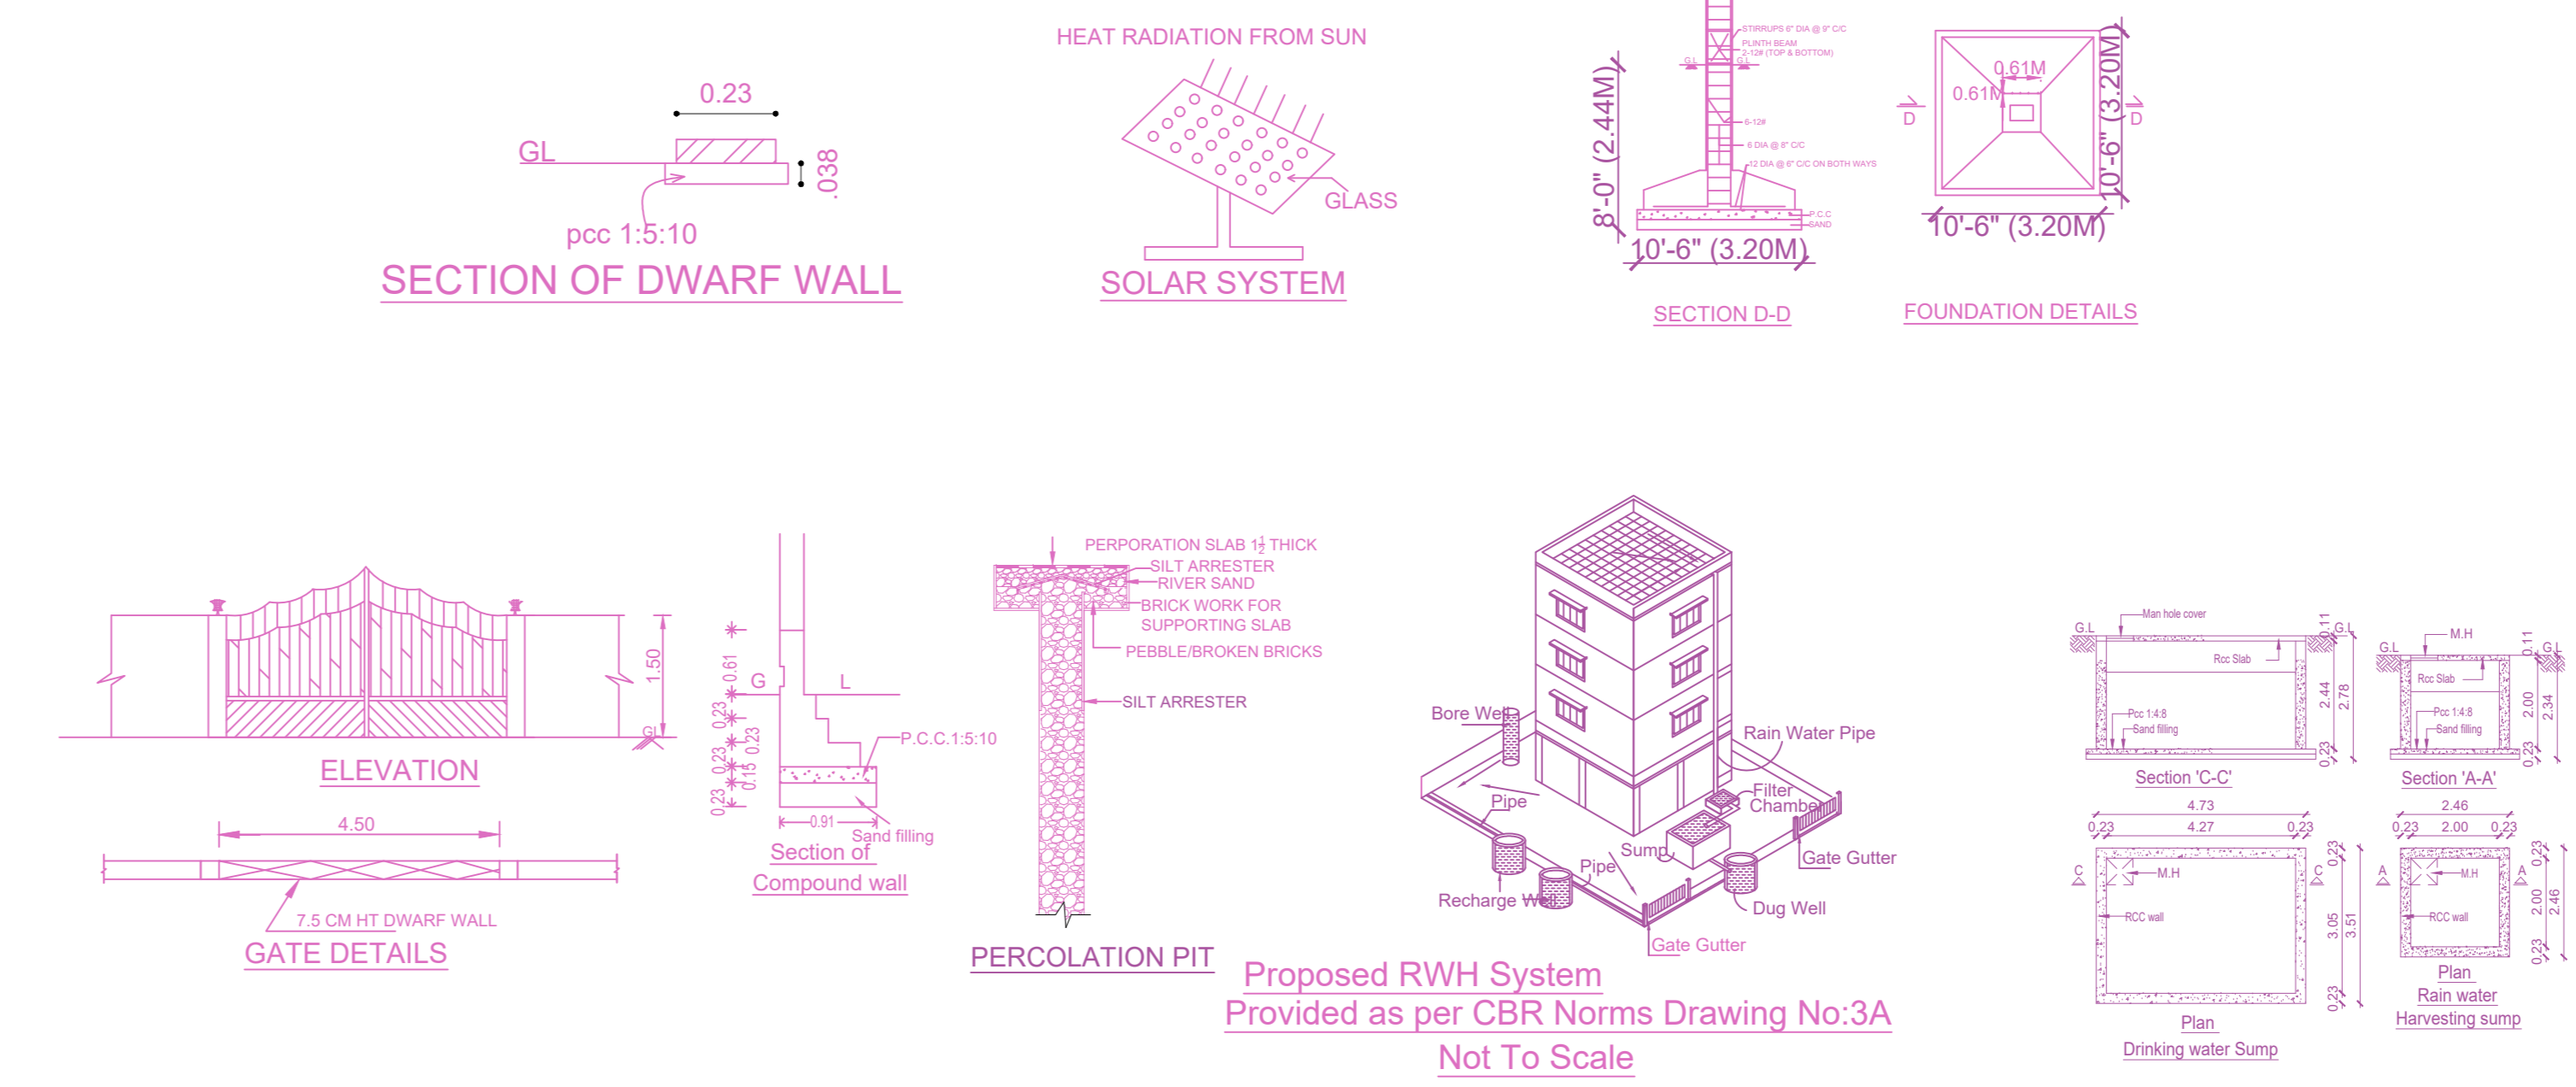 0.23
GL
.038
pcc 1:5:10
SECTION OF DWARF WALL
HEAT RADIATION FROM SUN
GLASS
SOLAR SYSTEM
STIRRUPS 6" DIA @ 9" C/C
PLINTH BEAM
2-12# (TOP & BOTTOM)
G.L
G.L
8'-0" (2.44M)
6-12#
6 DIA @ 8" C/C
12 DIA @ 6" C/C ON BOTH WAYS
P.C.C
SAND
10'-6" (3.20M)
SECTION D-D
0.61M
0.61M
D
D
10'-6" (3.20M)
10'-6" (3.20M)
FOUNDATION DETAILS
1.50
GL
ELEVATION
4.50
7.5 CM HT DWARF WALL
GATE DETAILS
0.61
G
L
0.23
0.23
0.23
0.15
0.23
P.C.C.1:5:10
0.91
Sand filling
Section of
Compound wall
PERPORATION SLAB 1½ THICK
SILT ARRESTER
RIVER SAND
BRICK WORK FOR
SUPPORTING SLAB
PEBBLE/BROKEN BRICKS
SILT ARRESTER
PERCOLATION PIT
Bore Well
Rain Water Pipe
Pipe
Filter
Chamber
Sump
Pipe
Gate Gutter
Recharge Well
Dug Well
Gate Gutter
Proposed RWH System
Provided as per CBR Norms Drawing No:3A
Not To Scale
Man hole cover
G.L
G.L
0.11
Rcc Slab
2.44
2.78
Pcc 1:4:8
Sand filling
0.23
Section 'C-C'
4.73
0.23
4.27
0.23
0.23
C
C
M.H
RCC wall
3.05
3.51
0.23
Plan
Drinking water Sump
M.H
0.11
G.L
G.L
Rcc Slab
2.00
2.34
Pcc 1:4:8
Sand filling
0.23
Section 'A-A'
2.46
0.23
2.00
0.23
0.23
A
A
M.H
RCC wall
2.00
2.46
0.23
Plan
Rain water
Harvesting sump